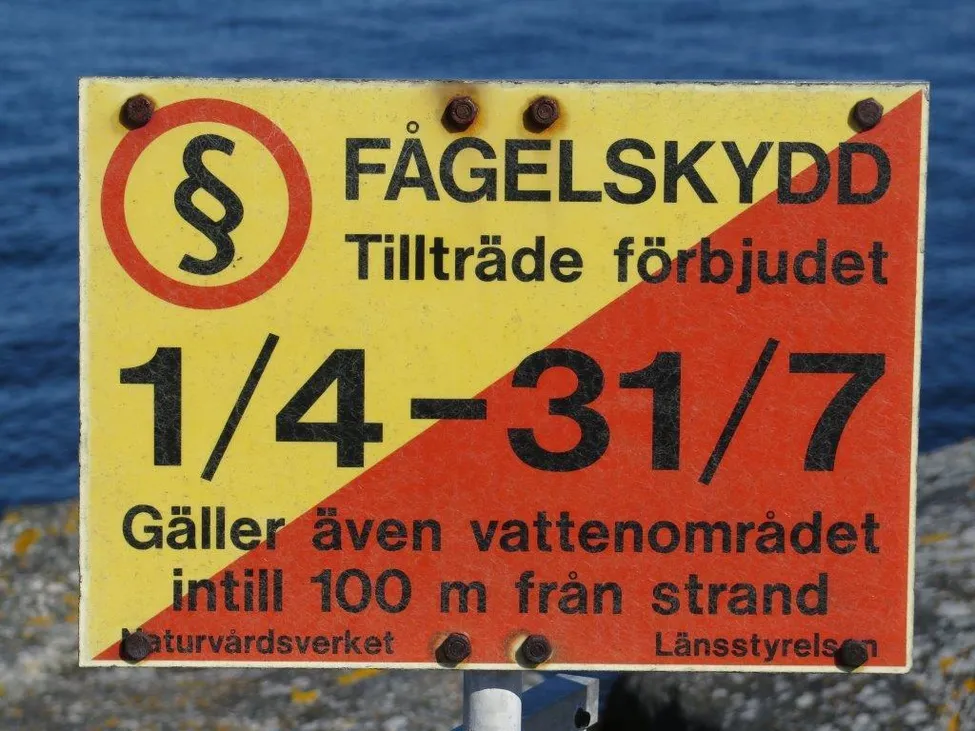 §
FÅGELSKYDD
Tillträde förbjudet
1/4-31/7
Gäller även vattenområdet
intill 100 m från strand
Naturvårdsverket Länsstyrelsen